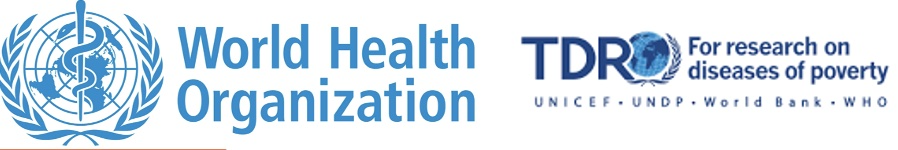 World Health
Organization
TDR
For research on
diseases of poverty
UNICEF • UNDP • World Bank • WHO